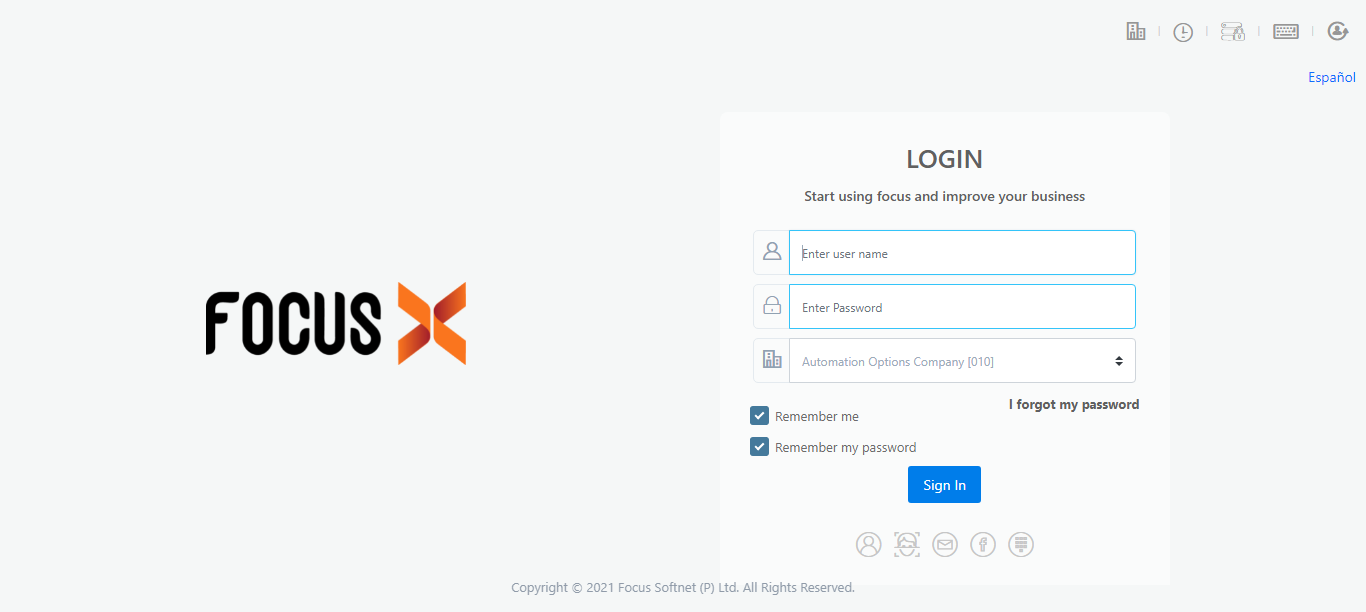 Español
LOGIN
Start using focus and improve your business
Enter user name
Enter Password
FOCUS X
Automation Options Company [010]
I forgot my password
Remember me
Remember my password
Sign In
Copyright © 2021 Focus Softnet (P) Ltd. All Rights Reserved.